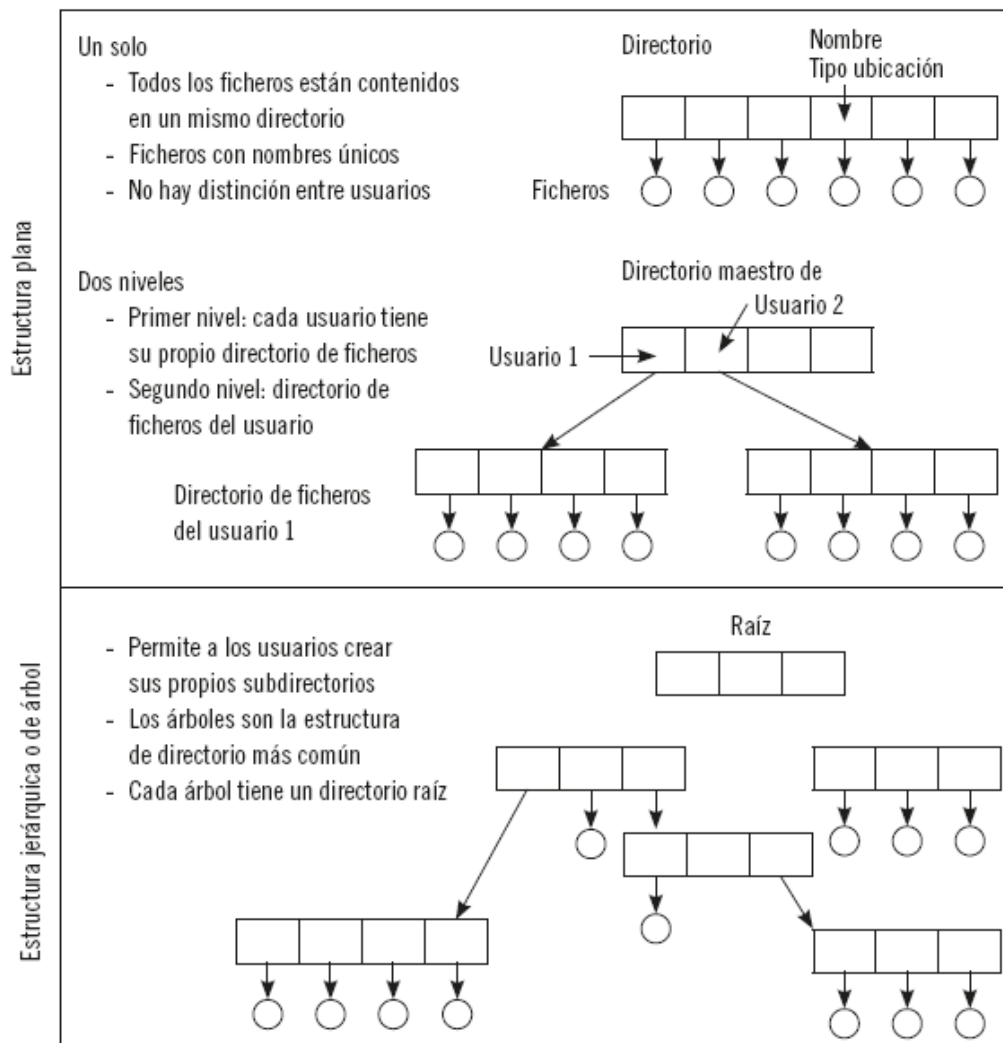 Estructura plana
Un solo
- Todos los ficheros están contenidos
en un mismo directorio
- Ficheros con nombres únicos
- No hay distinción entre usuarios
Directorio
Nombre
Tipo ubicación
Ficheros
Dos niveles
- Primer nivel: cada usuario tiene
su propio directorio de ficheros
- Segundo nivel: directorio de
ficheros del usuario
Directorio maestro de
Usuario 2
Usuario 1
Directorio de ficheros
del usuario 1
Estructura jerárquica o de árbol
- Permite a los usuarios crear
sus propios subdirectorios
- Los árboles son la estructura
de directorio más común
- Cada árbol tiene un directorio raíz
Raíz